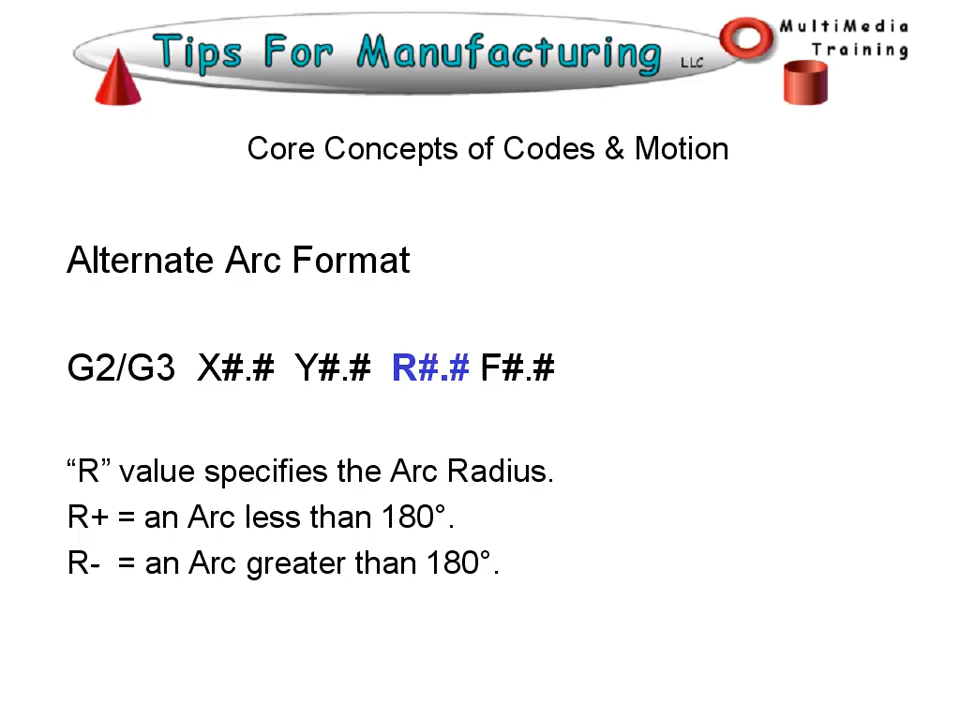 Tips For Manufacturing LLC
MultiMedia
Training
Core Concepts of Codes & Motion
Alternate Arc Format
G2/G3 X#.# Y#.# R#.# F#.#
“R” value specifies the Arc Radius.
R+ = an Arc less than 180°.
R- = an Arc greater than 180°.